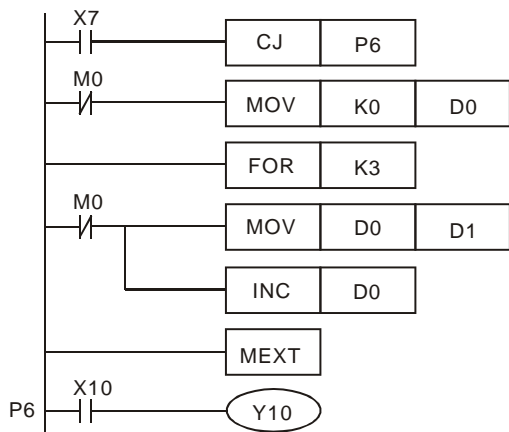 X7
CJ P6
M0
MOV K0 D0
FOR K3
M0
MOV D0 D1
INC D0
MEXT
X10
P6 Y10